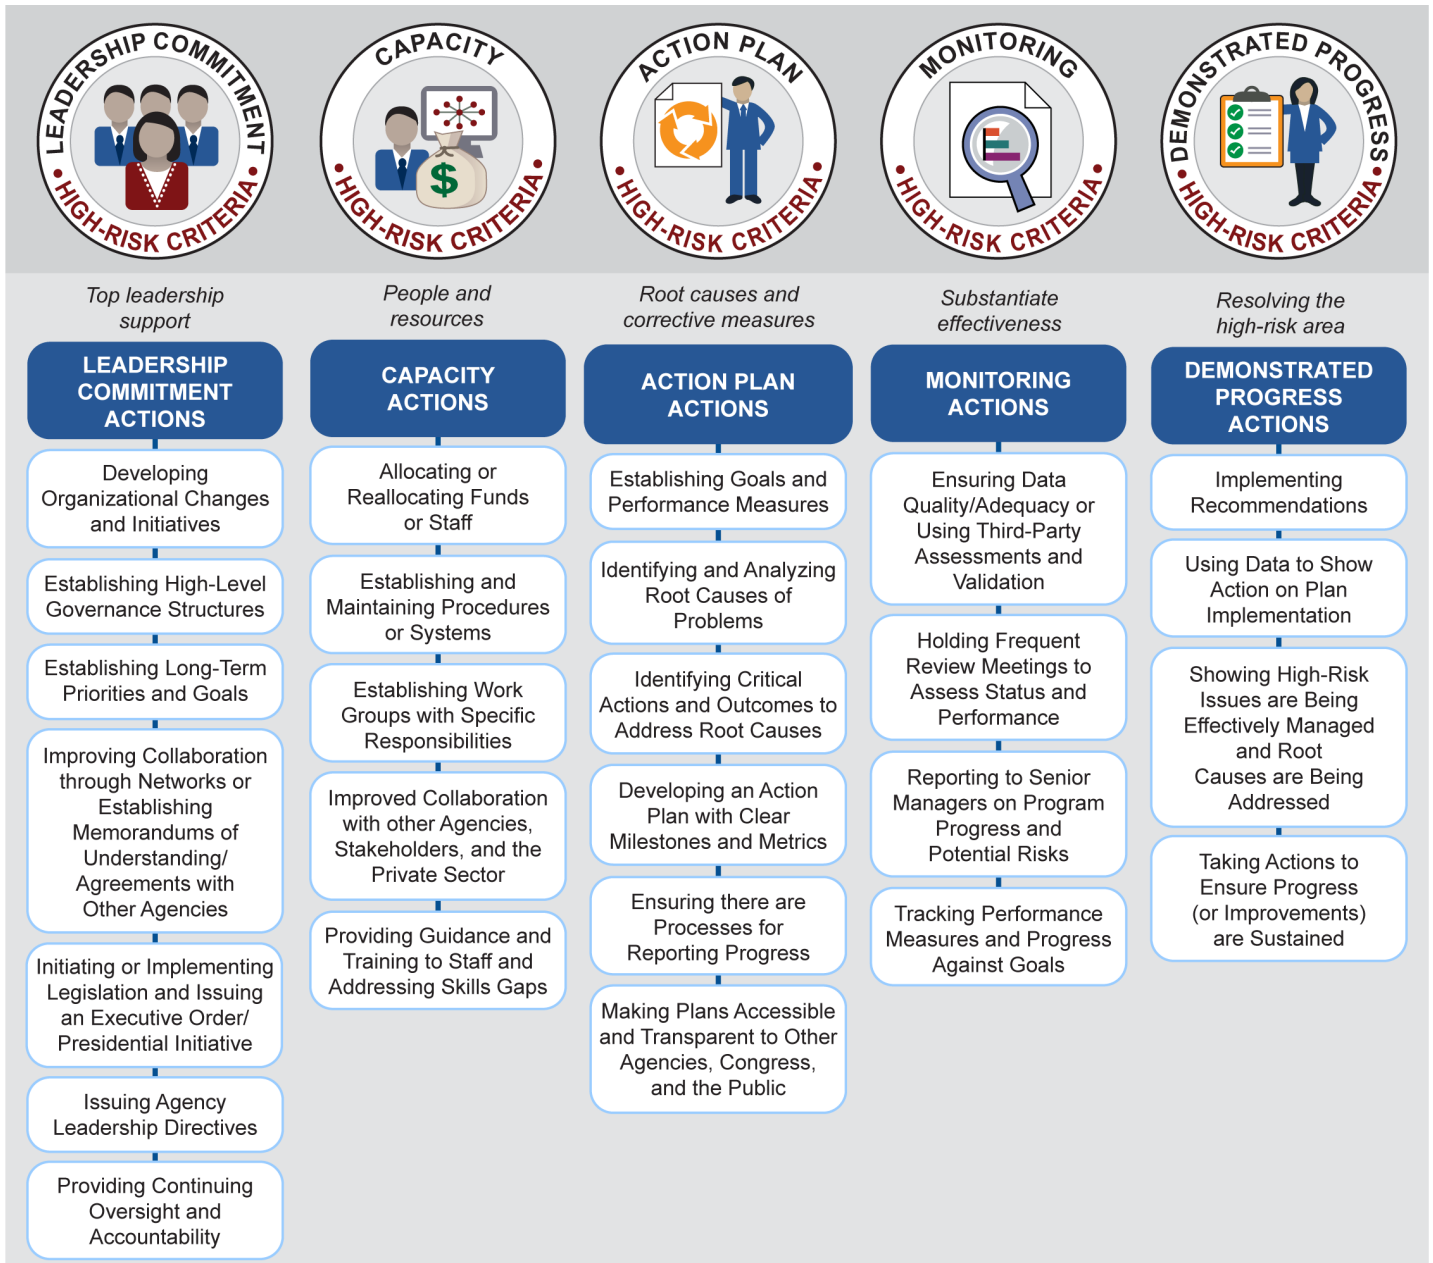 LEADERSHIP COMMITMENT
• HIGH-RISK CRITERIA •
CAPACITY
• HIGH-RISK CRITERIA •
$
ACTION PLAN
• HIGH-RISK CRITERIA •
MONITORING
• HIGH-RISK CRITERIA •
DEMONSTRATED PROGRESS
• HIGH-RISK CRITERIA •
Top leadership
support
LEADERSHIP
COMMITMENT
ACTIONS
Developing
Organizational Changes
and Initiatives
Establishing High-Level
Governance Structures
Establishing Long-Term
Priorities and Goals
Improving Collaboration
through Networks or
Establishing
Memorandums of
Understanding/
Agreements with
Other Agencies
Initiating or Implementing
Legislation and Issuing
an Executive Order/
Presidential Initiative
Issuing Agency
Leadership Directives
Providing Continuing
Oversight and
Accountability
People and
resources
CAPACITY
ACTIONS
Allocating or
Reallocating Funds
or Staff
Establishing and
Maintaining Procedures
or Systems
Establishing Work
Groups with Specific
Responsibilities
Improved Collaboration
with other Agencies,
Stakeholders, and the
Private Sector
Providing Guidance and
Training to Staff and
Addressing Skills Gaps
Root causes and
corrective measures
ACTION PLAN
ACTIONS
Establishing Goals and
Performance Measures
Identifying and Analyzing
Root Causes of
Problems
Identifying Critical
Actions and Outcomes to
Address Root Causes
Developing an Action
Plan with Clear
Milestones and Metrics
Ensuring there are
Processes for
Reporting Progress
Making Plans Accessible
and Transparent to Other
Agencies, Congress,
and the Public
Substantiate
effectiveness
MONITORING
ACTIONS
Ensuring Data
Quality/Adequacy or
Using Third-Party
Assessments and
Validation
Holding Frequent
Review Meetings to
Assess Status and
Performance
Reporting to Senior
Managers on Program
Progress and
Potential Risks
Tracking Performance
Measures and Progress
Against Goals
Resolving the
high-risk area
DEMONSTRATED
PROGRESS
ACTIONS
Implementing
Recommendations
Using Data to Show
Action on Plan
Implementation
Showing High-Risk
Issues are Being
Effectively Managed
and Root
Causes are Being
Addressed
Taking Actions to
Ensure Progress
(or Improvements)
are Sustained